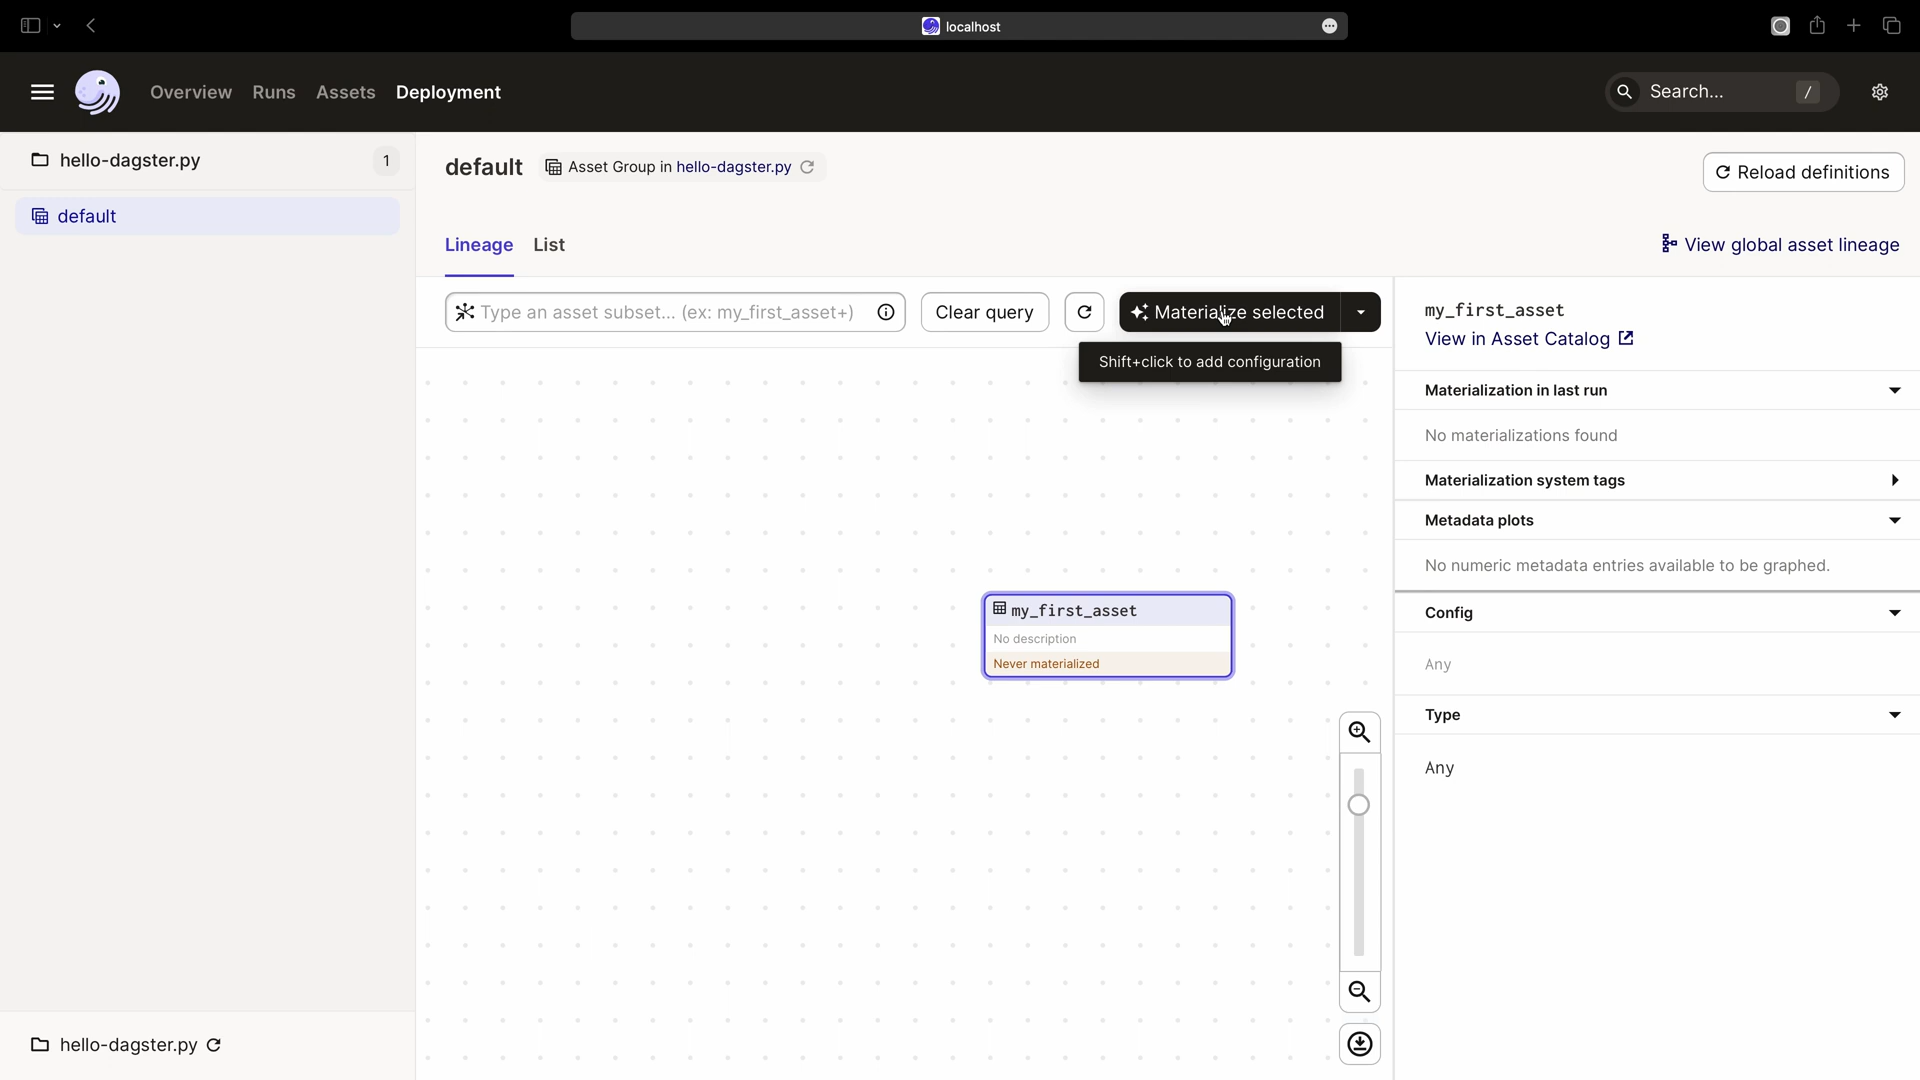 localhost
Overview Runs Assets Deployment
Search... /
hello-dagster.py 1
default
default Asset Group in hello-dagster.py
Reload definitions
Lineage List
View global asset lineage
Type an asset subset... (ex: my_first_asset+)
Clear query
Materialize selected
Shift+click to add configuration
my_first_asset
No description
Never materialized
my_first_asset
View in Asset Catalog
Materialization in last run
No materializations found
Materialization system tags
Metadata plots
No numeric metadata entries available to be graphed.
Config
Any
Type
Any
hello-dagster.py